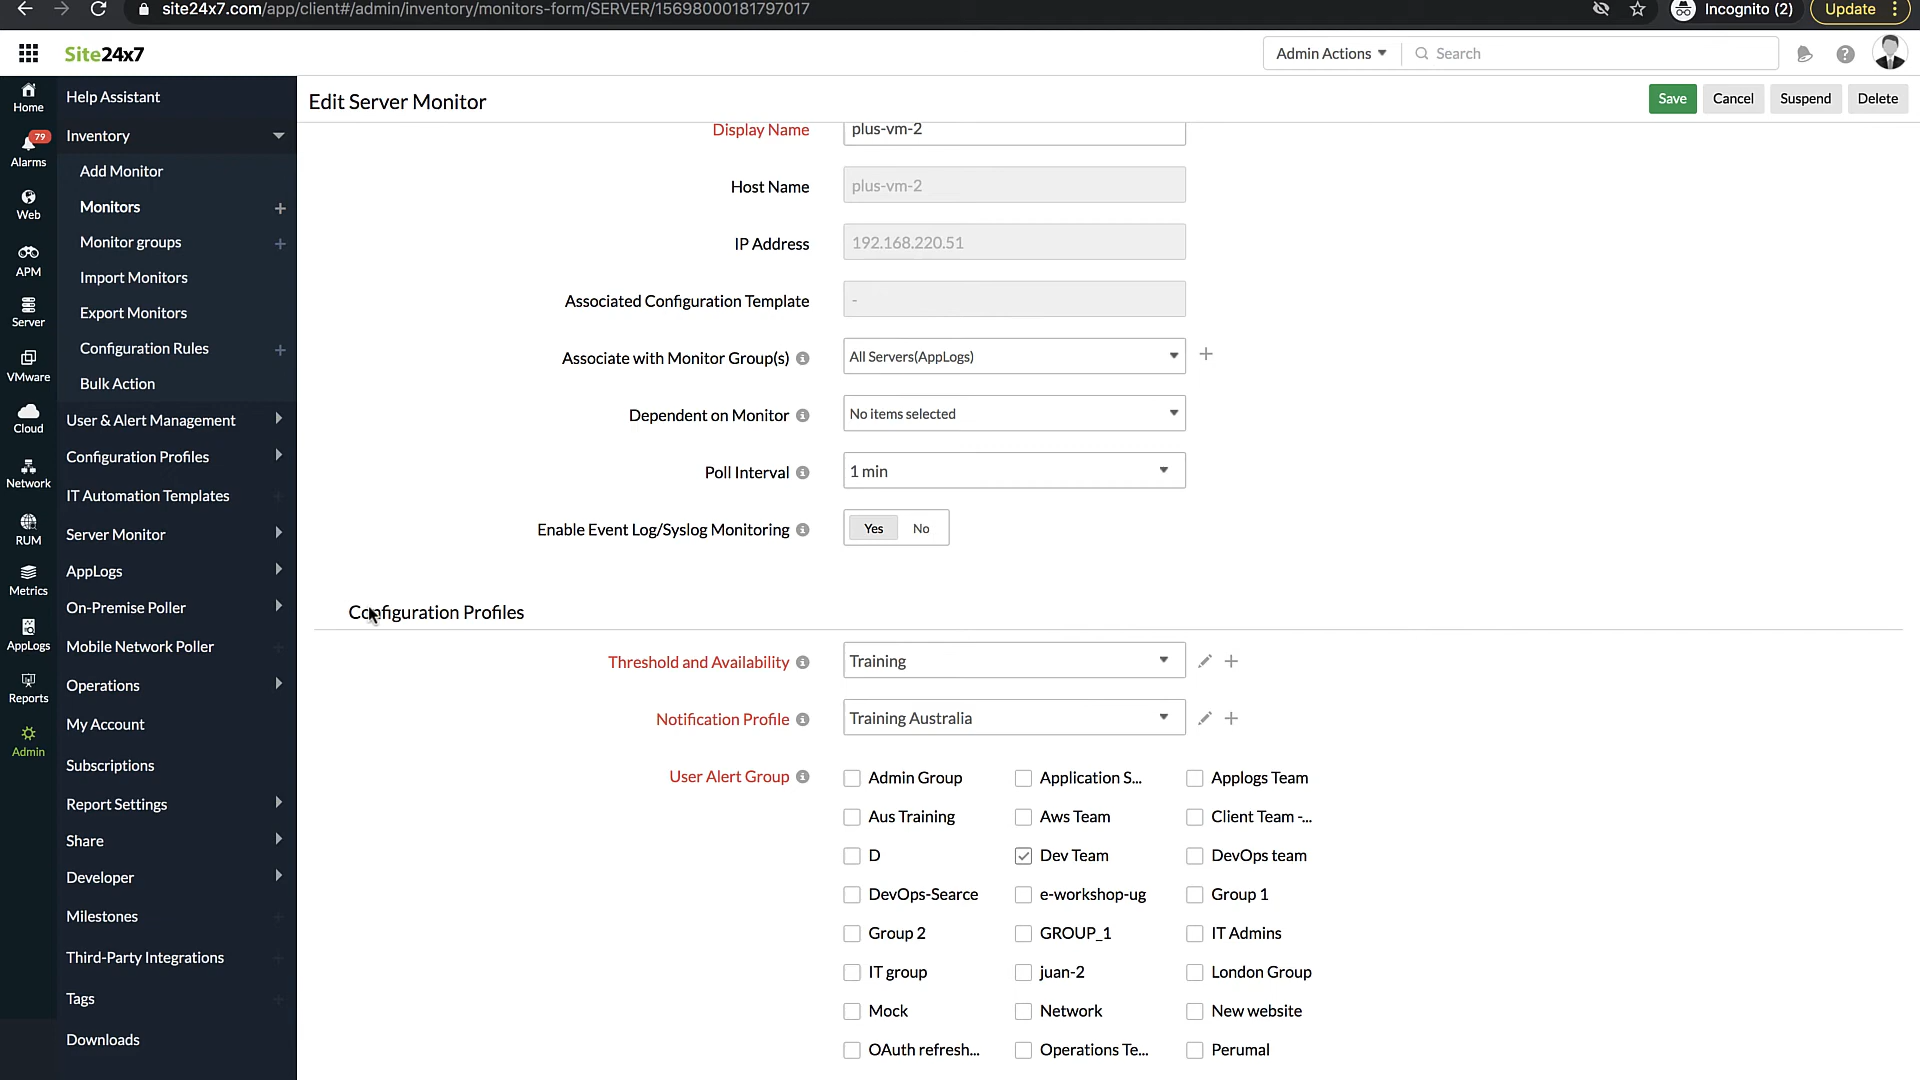 site24x7.com/app/client#/admin/inventory/monitors-form/SERVER/15698000181797017
Incognito (2)
Update
Site24x7
Admin Actions
Search
Home
79
Alarms
Web
APM
Server
VMware
Cloud
Network
RUM
Metrics
AppLogs
Reports
Admin
Help Assistant
Inventory
Add Monitor
Monitors
Monitor groups
Import Monitors
Export Monitors
Configuration Rules
Bulk Action
User & Alert Management
Configuration Profiles
IT Automation Templates
Server Monitor
AppLogs
On-Premise Poller
Mobile Network Poller
Operations
My Account
Subscriptions
Report Settings
Share
Developer
Milestones
Third-Party Integrations
Tags
Downloads
Edit Server Monitor
Save
Cancel
Suspend
Delete
Display Name
plus-vm-2
Host Name
plus-vm-2
IP Address
192.168.220.51
Associated Configuration Template
-
Associate with Monitor Group(s)
All Servers(AppLogs)
Dependent on Monitor
No items selected
Poll Interval
1 min
Enable Event Log/Syslog Monitoring
Yes No
Configuration Profiles
Threshold and Availability
Training
Notification Profile
Training Australia
User Alert Group
Admin Group
Application S...
Applogs Team
Aus Training
Aws Team
Client Team -...
D
Dev Team
DevOps team
DevOps-Searce
e-workshop-ug
Group 1
Group 2
GROUP_1
IT Admins
IT group
juan-2
London Group
Mock
Network
New website
OAuth refresh...
Operations Te...
Perumal